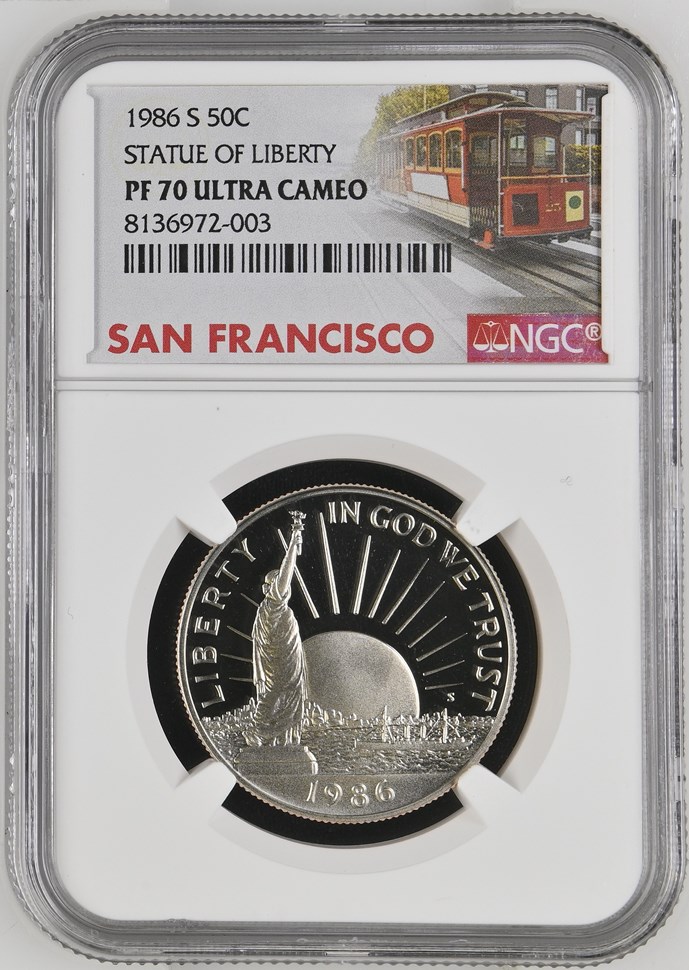 1986 S 50C
STATUE OF LIBERTY
PF 70 ULTRA CAMEO
8136972-003
SAN FRANCISCO
NGC®
LIBERTY
IN GOD WE TRUST
S
1986